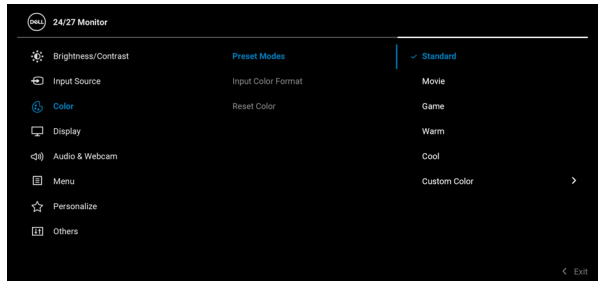 DELL 24/27 Monitor
Brightness/Contrast Preset Modes Standard
Input Source Input Color Format Movie
Color Reset Color Game
Display Warm
Audio & Webcam Cool
Menu Custom Color
Personalize
Others
Exit